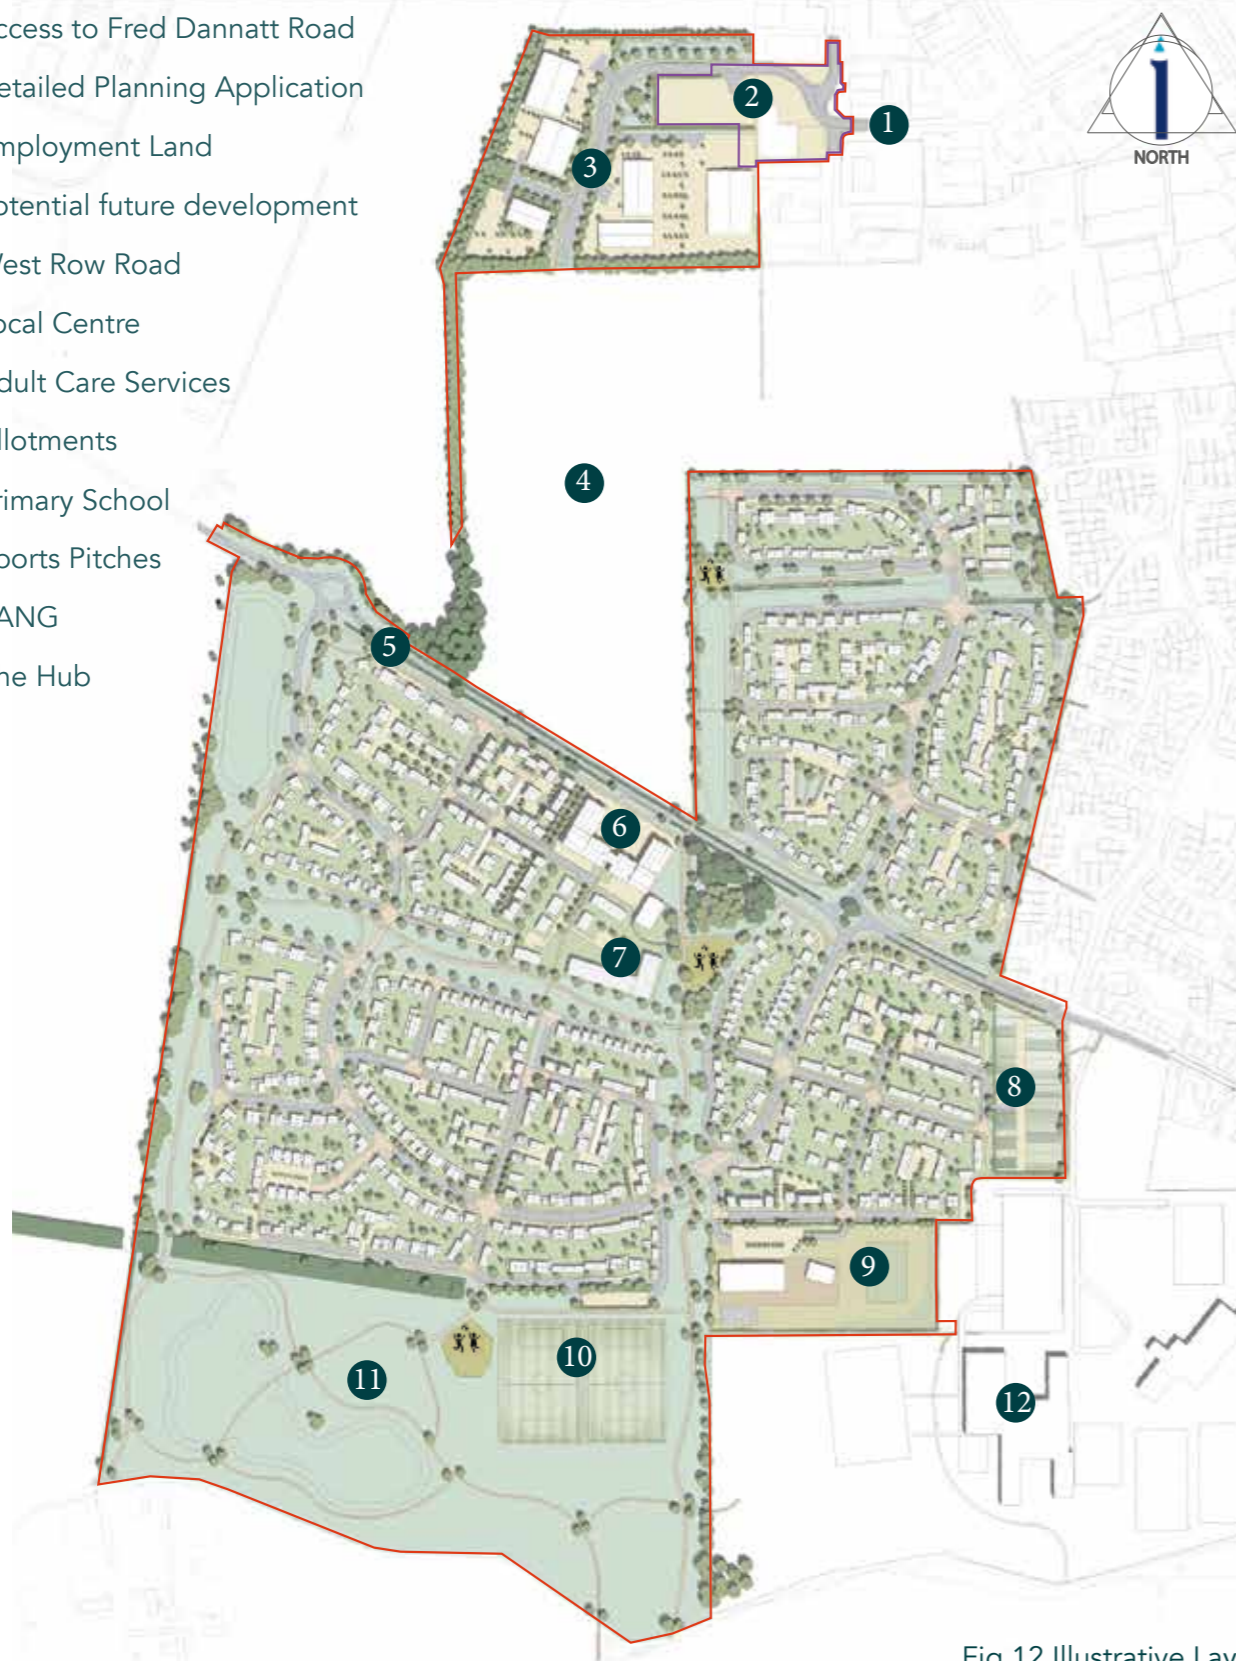 ccess to Fred Dannatt Road
etailed Planning Application
mployment Land
otential future development
est Row Road
ocal Centre
dult Care Services
llotments
rimary School
ports Pitches
ANG
ne Hub
NORTH
1
2
3
4
5
6
7
8
9
10
11
12
Fig 12 Illustrative Lay